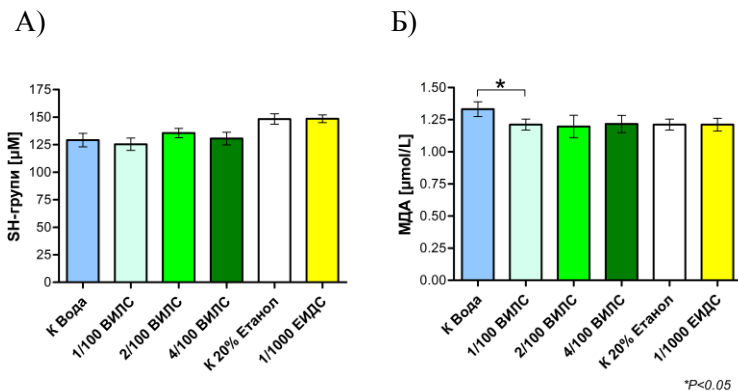 А)
Б)
SH-групи [µM]
175
150
125
100
75
50
25
0
К Вода
1/100 ВИЛС
2/100 ВИЛС
4/100 ВИЛС
К 20% Етанол
1/1000 ЕИДС
МДА [µmol/L]
1.50
1.25
1.00
0.75
0.50
0.25
0.00
*
К Вода
1/100 ВИЛС
2/100 ВИЛС
4/100 ВИЛС
К 20% Етанол
1/1000 ЕИДС
*P<0.05